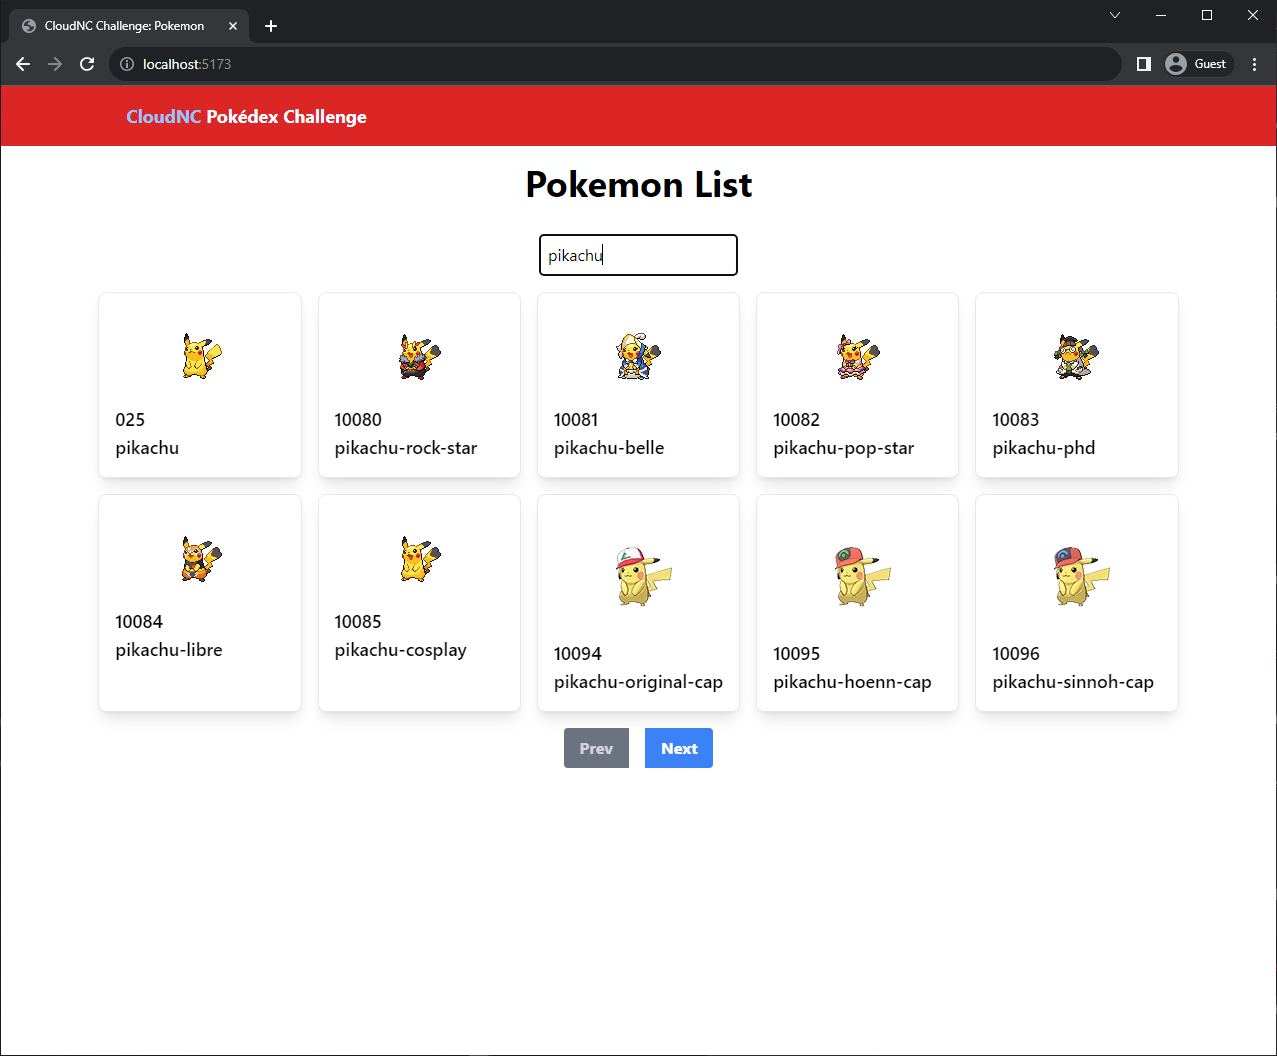 CloudNC Challenge: Pokemon
localhost:5173
Guest
CloudNC Pokédex Challenge
Pokemon List
pikachu
025
pikachu
10080
pikachu-rock-star
10081
pikachu-belle
10082
pikachu-pop-star
10083
pikachu-phd
10084
pikachu-libre
10085
pikachu-cosplay
10094
pikachu-original-cap
10095
pikachu-hoenn-cap
10096
pikachu-sinnoh-cap
Prev
Next